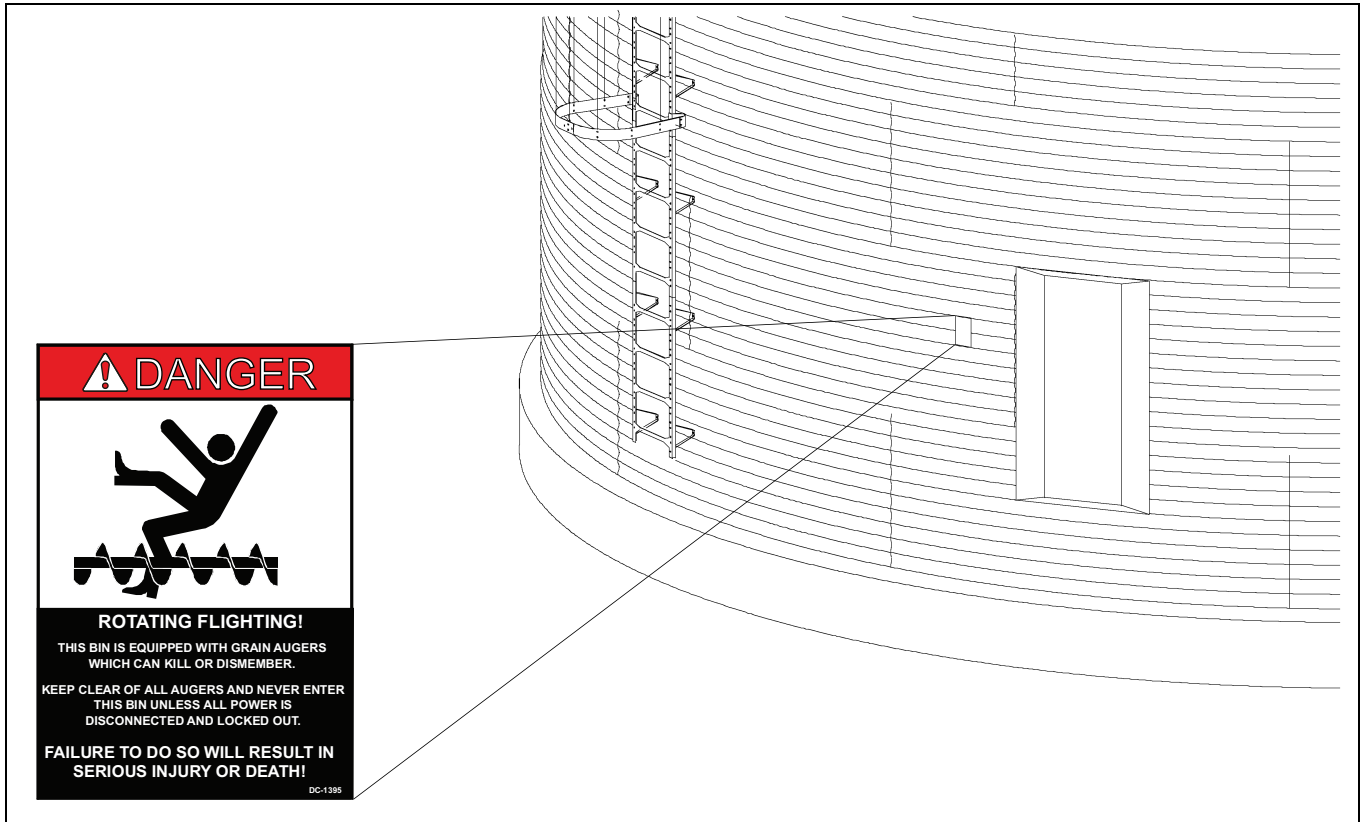 DANGER
ROTATING FLIGHTING!
THIS BIN IS EQUIPPED WITH GRAIN AUGERS
WHICH CAN KILL OR DISMEMBER.
KEEP CLEAR OF ALL AUGERS AND NEVER ENTER
THIS BIN UNLESS ALL POWER IS
DISCONNECTED AND LOCKED OUT.
FAILURE TO DO SO WILL RESULT IN
SERIOUS INJURY OR DEATH!
DC-1395